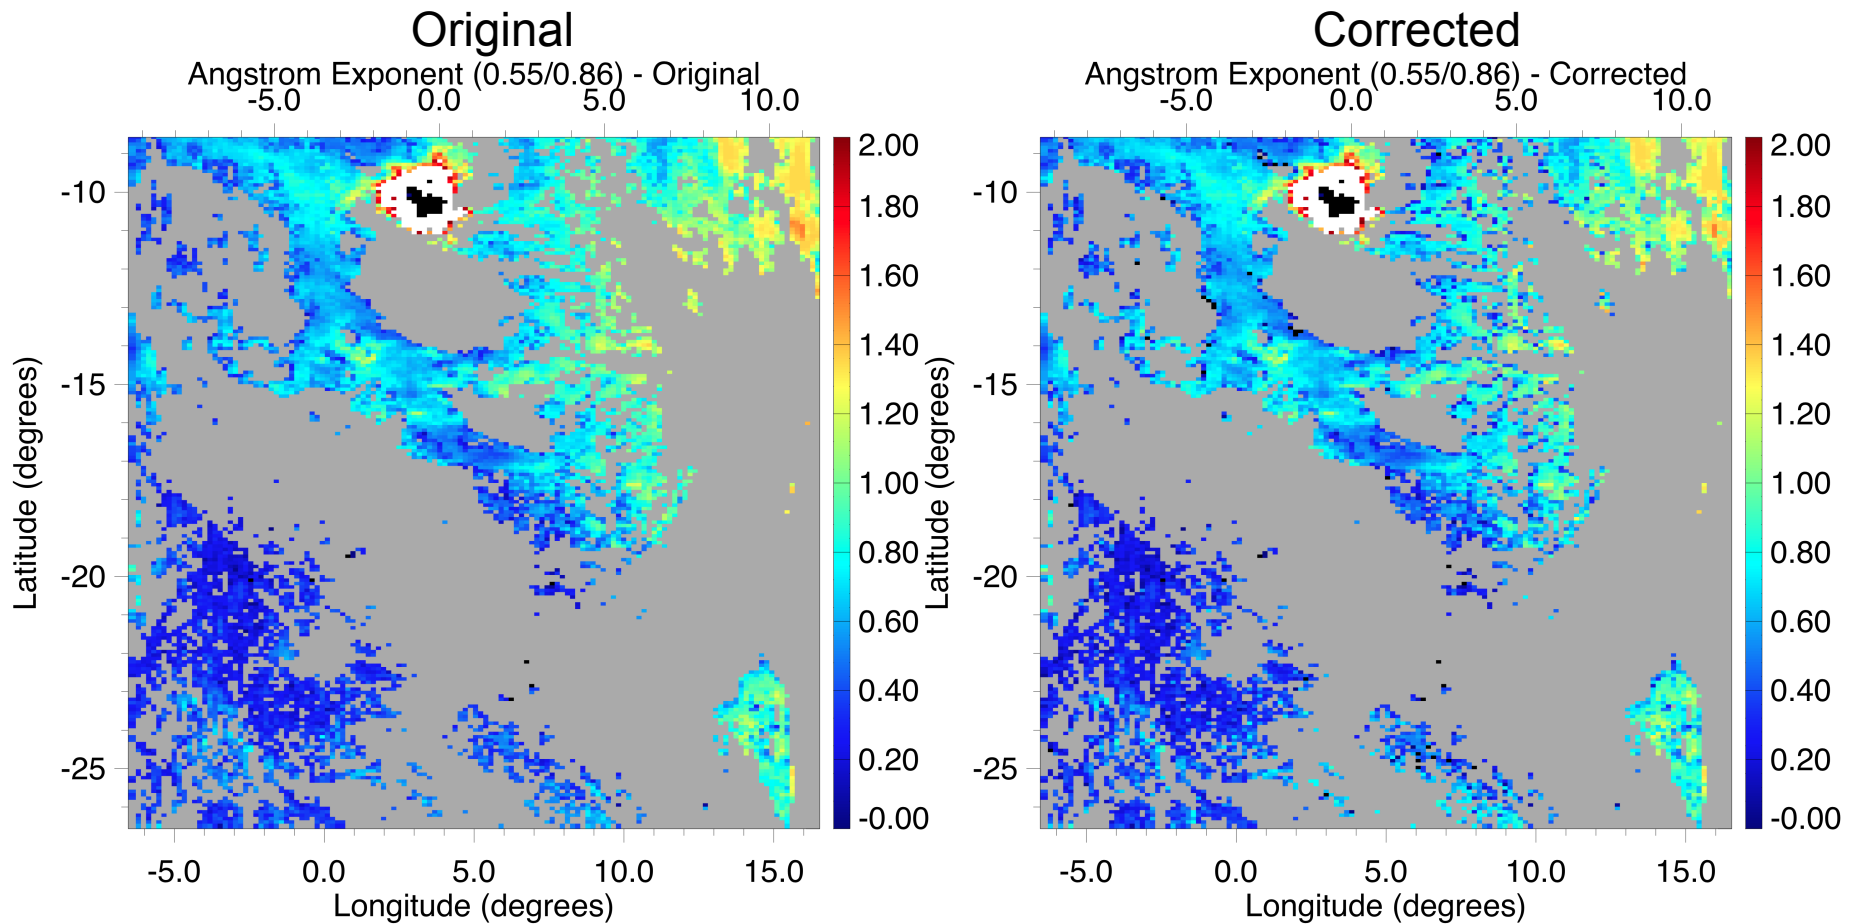 Original
Angstrom Exponent (0.55/0.86) - Original
-5.0 0.0 5.0 10.0
Latitude (degrees)
-10
-15
-20
-25
-5.0 0.0 5.0 10.0 15.0
Longitude (degrees)
2.00
1.80
1.60
1.40
1.20
1.00
0.80
0.60
0.40
0.20
-0.00
Corrected
Angstrom Exponent (0.55/0.86) - Corrected
-5.0 0.0 5.0 10.0
Latitude (degrees)
-10
-15
-20
-25
-5.0 0.0 5.0 10.0 15.0
Longitude (degrees)
2.00
1.80
1.60
1.40
1.20
1.00
0.80
0.60
0.40
0.20
-0.00